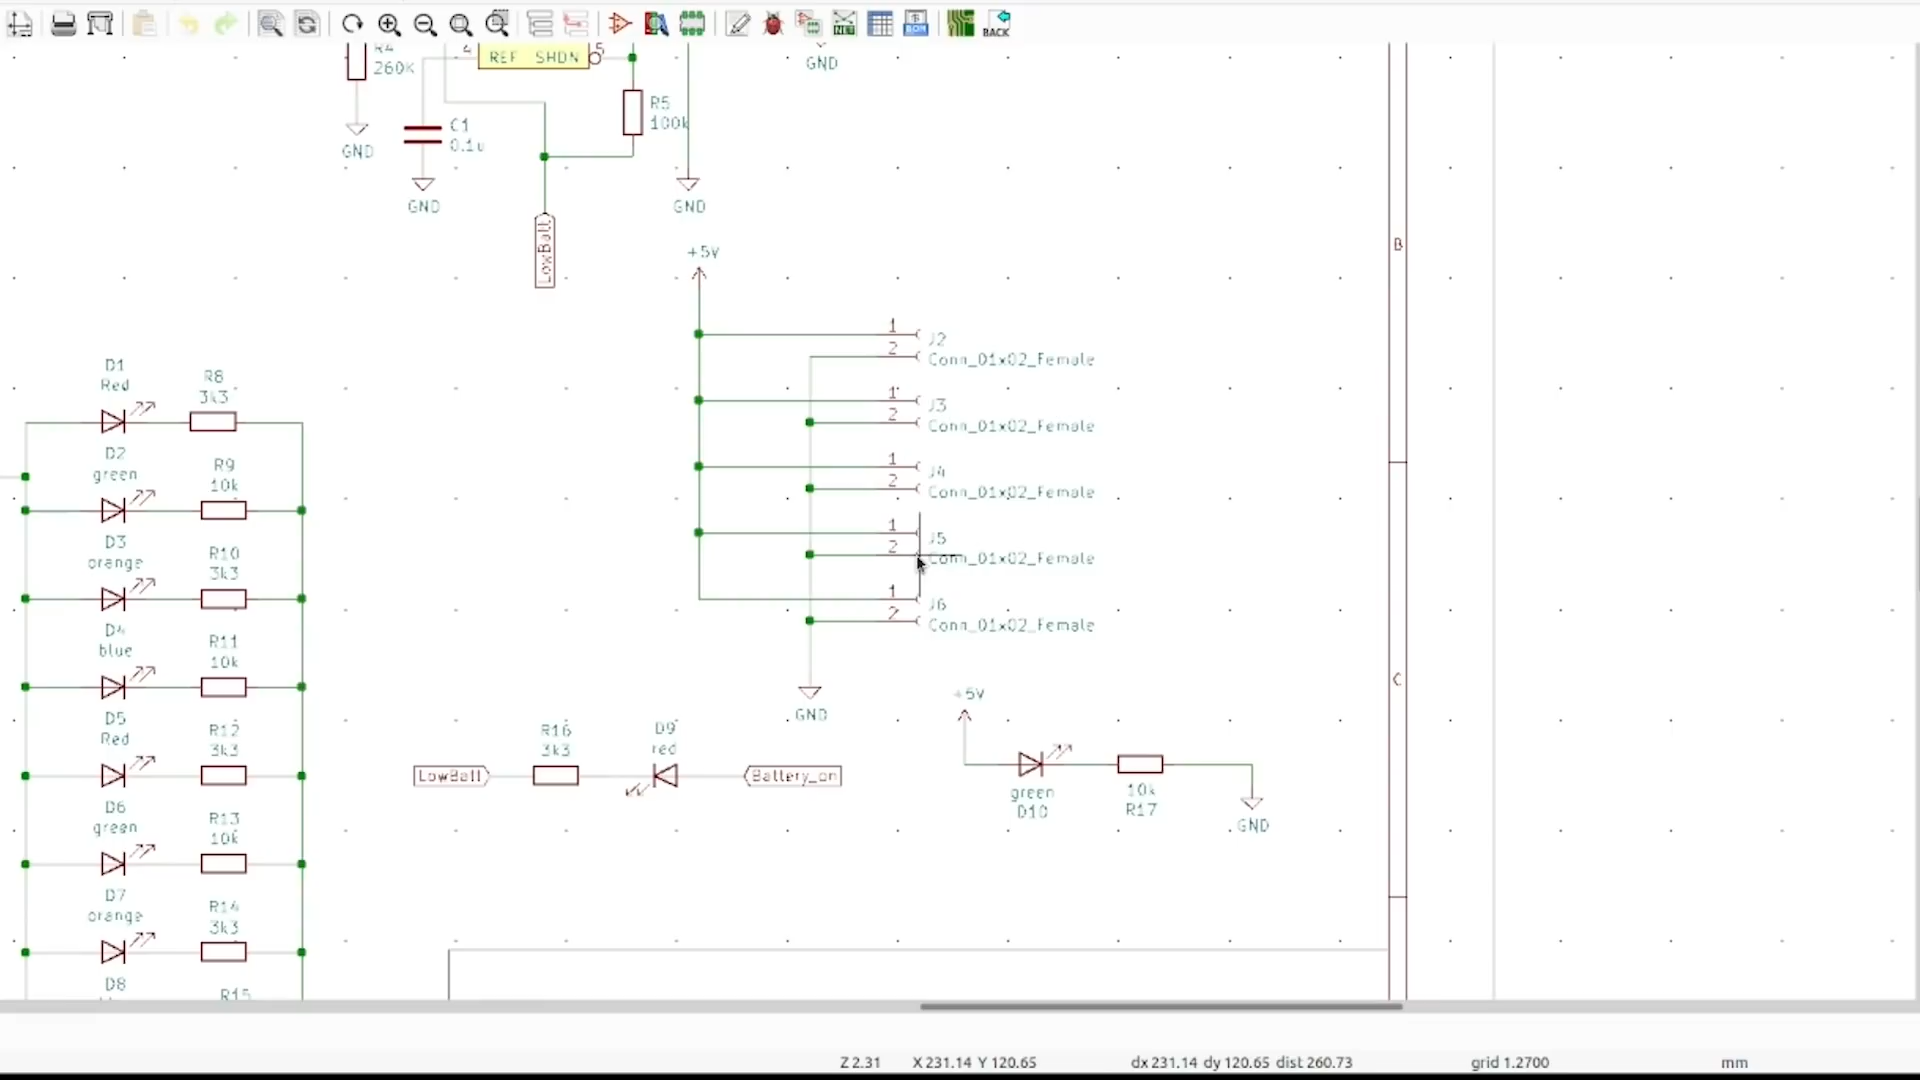 NET
BOM
BACK
R4
260K
4
REF SHDN
5
GND
R5
100k
C1
0.1u
GND
GND
GND
LowBatt
+5V
1
2
J2
Conn_01x02_Female
1
2
J3
Conn_01x02_Female
1
2
J4
Conn_01x02_Female
1
2
J5
Conn_01x02_Female
1
2
J6
Conn_01x02_Female
GND
B
C
D1
Red
R8
3k3
D2
green
R9
10k
D3
orange
R10
3k3
D4
blue
R11
10k
D5
Red
R12
3k3
D6
green
R13
10k
D7
orange
R14
3k3
D8
R15
LowBatt
R16
3k3
D9
red
Battery_on
+5V
green
D10
10k
R17
GND
Z 2.31
X 231.14 Y 120.65
dx 231.14 dy 120.65 dist 260.73
grid 1.2700
mm